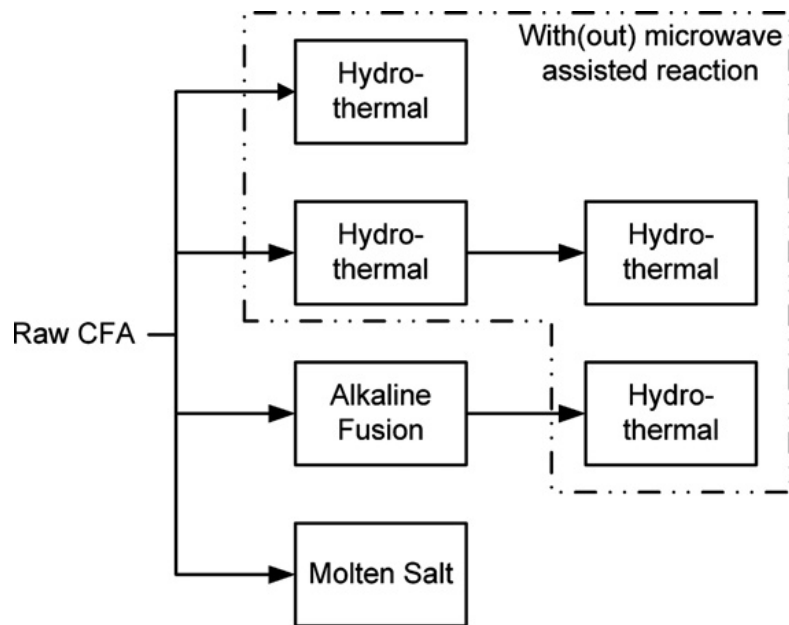 With(out) microwave
assisted reaction
Hydro-
thermal
Hydro-
thermal
Hydro-
thermal
Raw CFA
Alkaline
Fusion
Hydro-
thermal
Molten Salt